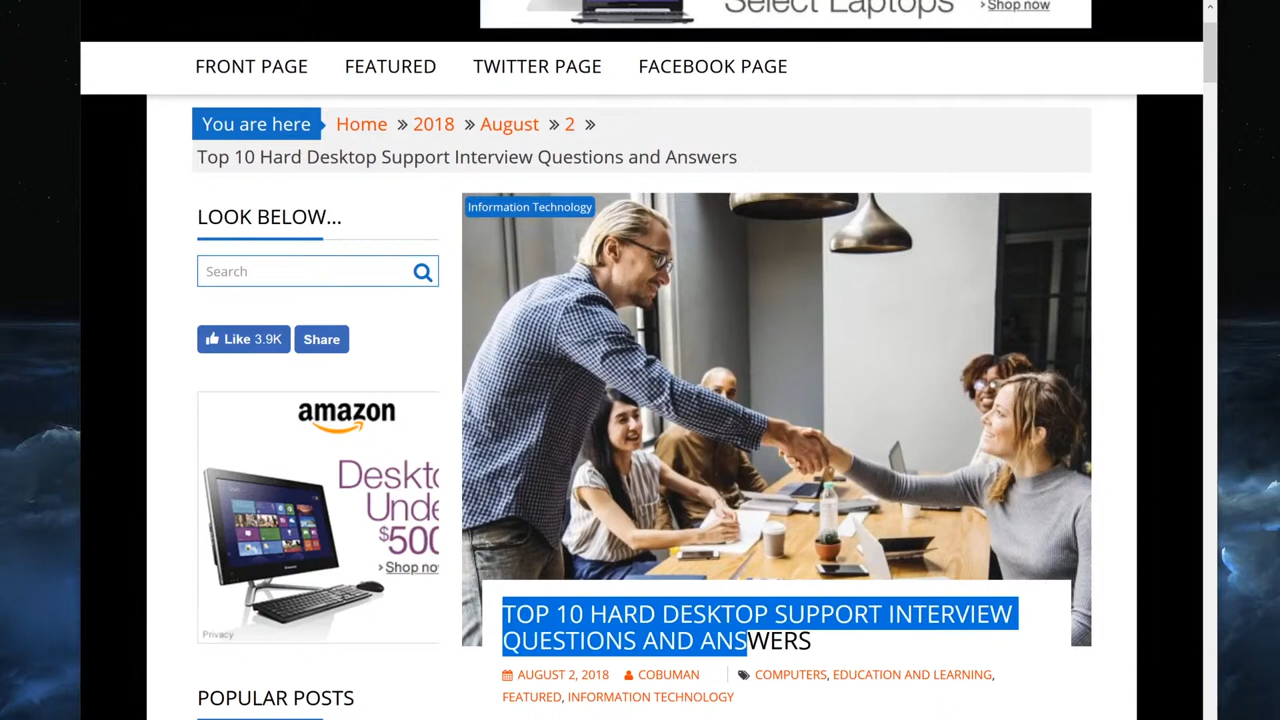 Select Laptops
Shop now
FRONT PAGE FEATURED TWITTER PAGE FACEBOOK PAGE
You are here Home » 2018 » August » 2 »
Top 10 Hard Desktop Support Interview Questions and Answers
LOOK BELOW...
Search
Like 3.9K Share
amazon
Deskto
Unde
$500
Shop no
Privacy
POPULAR POSTS
Information Technology
TOP 10 HARD DESKTOP SUPPORT INTERVIEW
QUESTIONS AND ANSWERS
AUGUST 2, 2018 COBUMAN COMPUTERS, EDUCATION AND LEARNING,
FEATURED, INFORMATION TECHNOLOGY